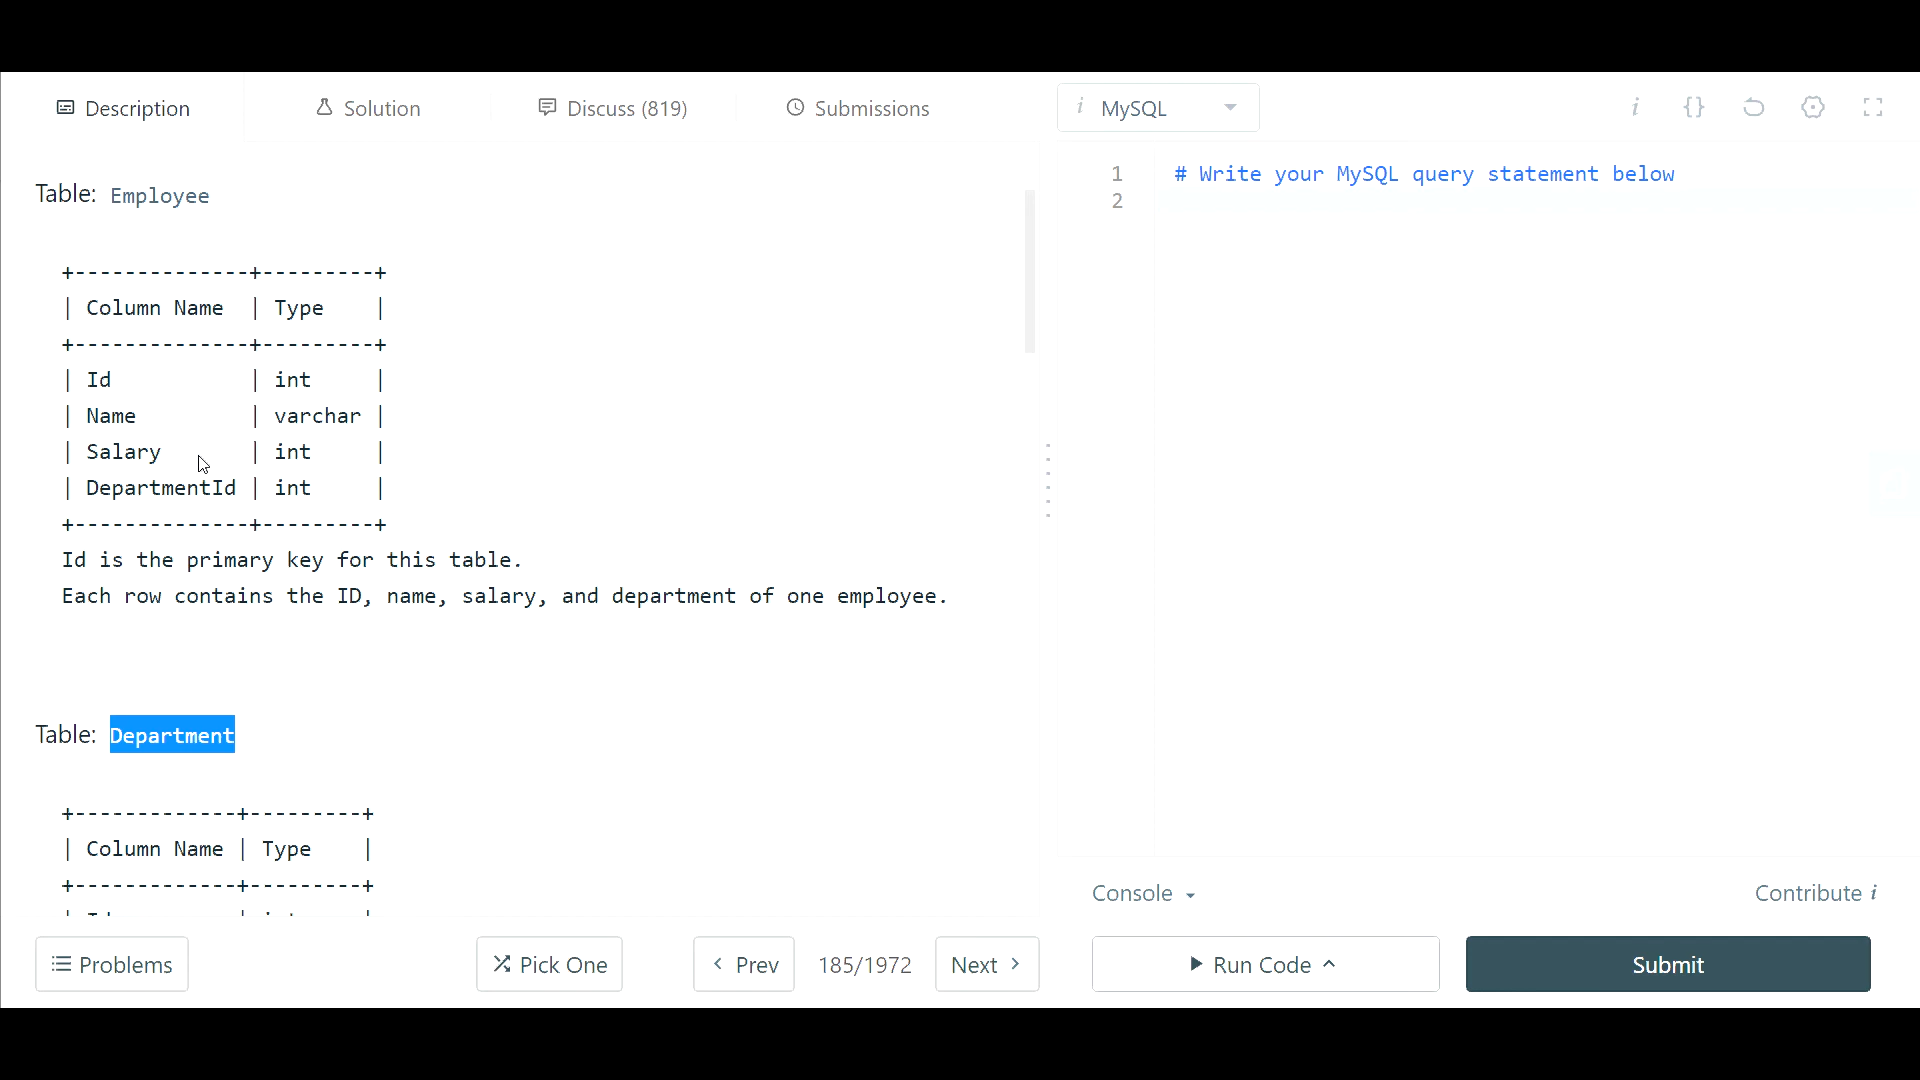 Description
Solution
Discuss (819)
Submissions
i MySQL
i {}
Table: Employee
+--------------+---------+
| Column Name  | Type    |
+--------------+---------+
| Id           | int     |
| Name         | varchar |
| Salary       | int     |
| DepartmentId | int     |
+--------------+---------+
Id is the primary key for this table.
Each row contains the ID, name, salary, and department of one employee.
Table: Department
+-------------+---------+
| Column Name | Type    |
+-------------+---------+
1 # Write your MySQL query statement below
2
Console
Contribute i
Problems
Pick One
Prev
185/1972
Next
Run Code
Submit